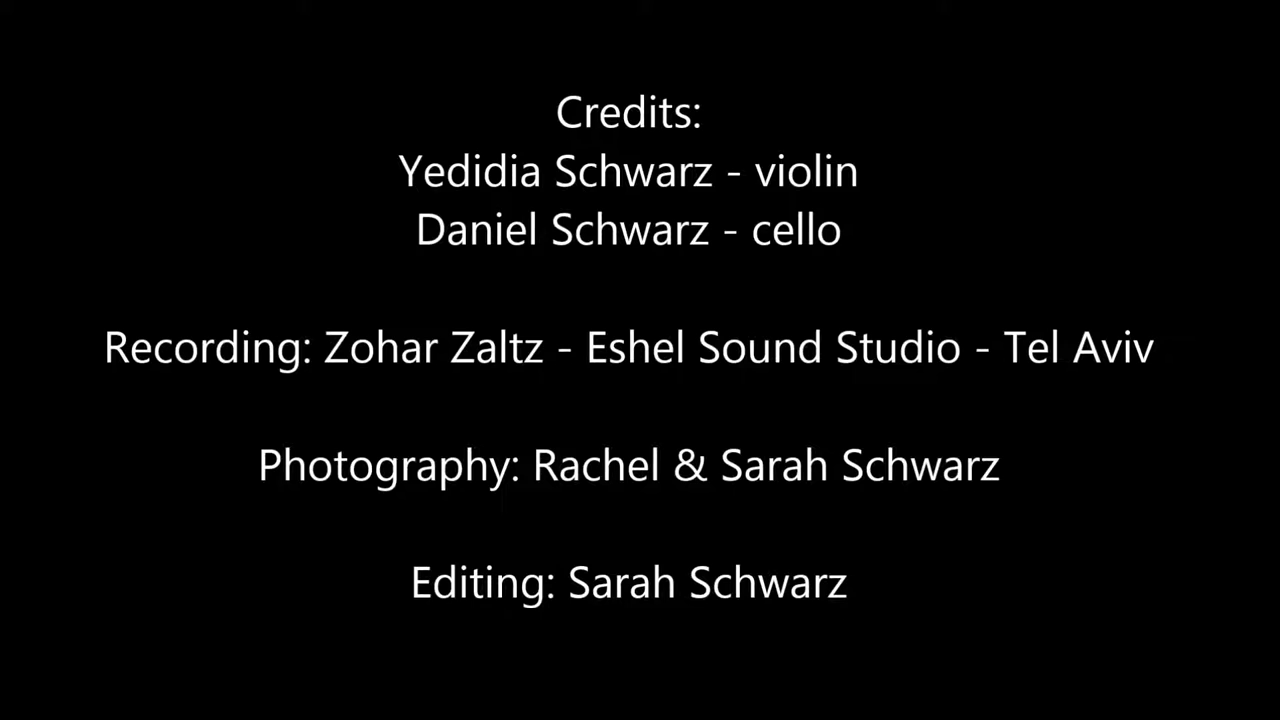 Credits:
Yedidia Schwarz - violin
Daniel Schwarz - cello
Recording: Zohar Zaltz - Eshel Sound Studio - Tel Aviv
Photography: Rachel & Sarah Schwarz
Editing: Sarah Schwarz